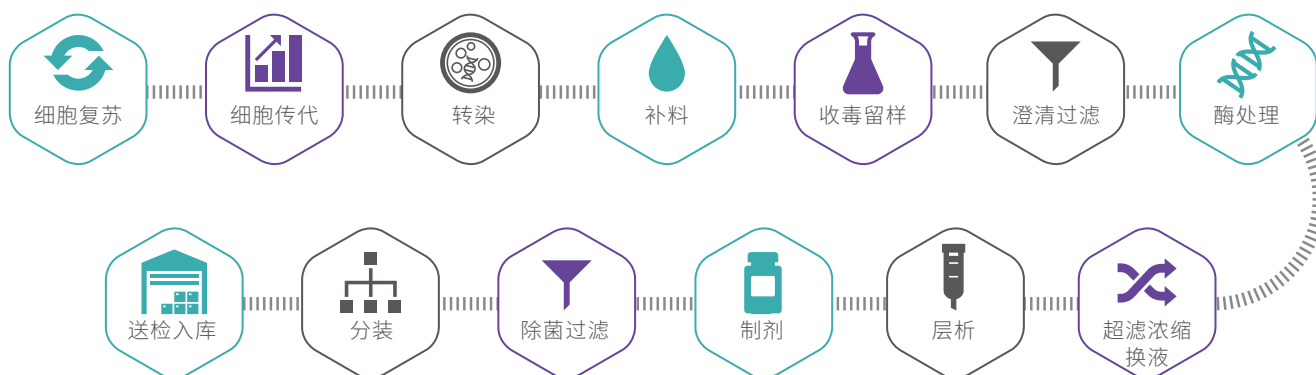 细胞复苏
细胞传代
转染
补料
收毒留样
澄清过滤
酶处理
送检入库
分装
除菌过滤
制剂
层析
超滤浓缩
换液